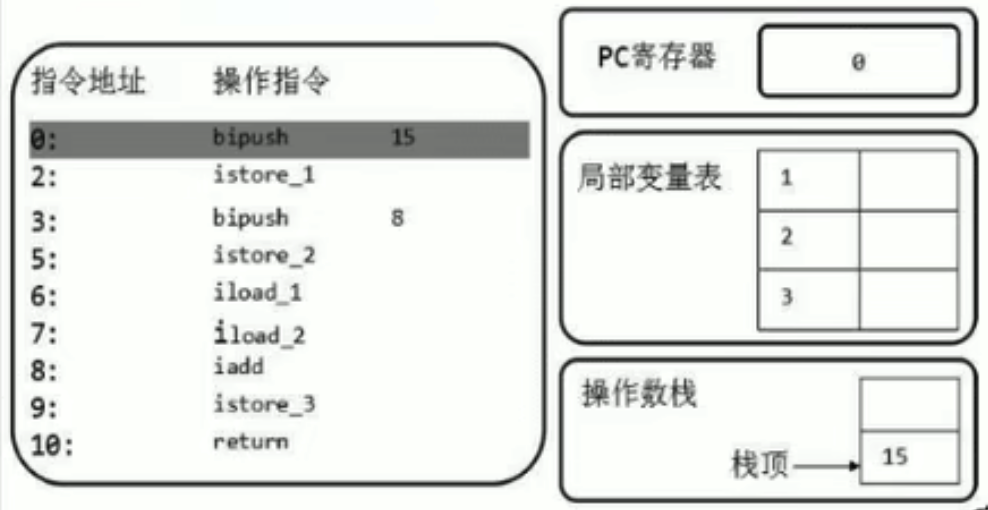 指令地址 操作指令
0: bipush 15
2: istore_1
3: bipush 8
5: istore_2
6: iload_1
7: iload_2
8: iadd
9: istore_3
10: return
PC寄存器 0
局部变量表 1
2
3
操作数栈
栈顶 15